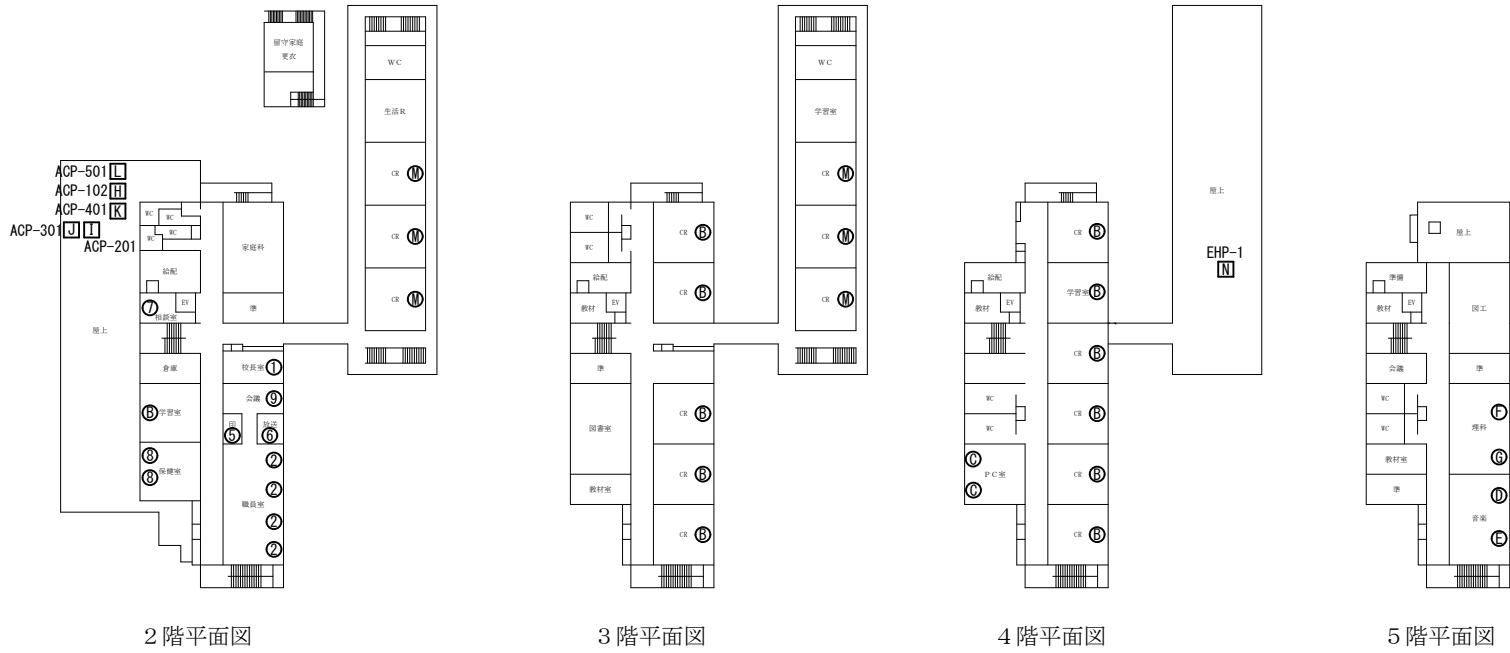 留守家庭
更衣
WC
生活R
CR Ⓜ
CR Ⓜ
CR Ⓜ
ACP-501 L
ACP-102 H
ACP-401 K
ACP-301 J I
ACP-201
WC
WC
WC
WC
家庭科
給配
EV
⑦
相談室
準
屋上
倉庫
校長室 ①
会議 ⑨
印
⑤
放送
⑥
Ⓑ 学習室
⑧
保健室
⑧
②
②
職員室
②
②
2階平面図
WC
学習室
CR Ⓜ
CR Ⓜ
CR Ⓜ
WC
WC
CR Ⓑ
給配
CR Ⓑ
教材
EV
準
図書室
CR Ⓑ
CR Ⓑ
教材室
CR Ⓑ
3階平面図
屋上
EHP-1
N
CR Ⓑ
給配
学習室 Ⓑ
教材
EV
CR Ⓑ
WC
CR Ⓑ
WC
Ⓒ
PC室
Ⓒ
CR Ⓑ
CR Ⓑ
4階平面図
屋上
準備
教材
EV
図工
会議
準
WC
Ⓕ
WC
理科
教材室
Ⓖ
準
Ⓓ
音楽
Ⓔ
5階平面図